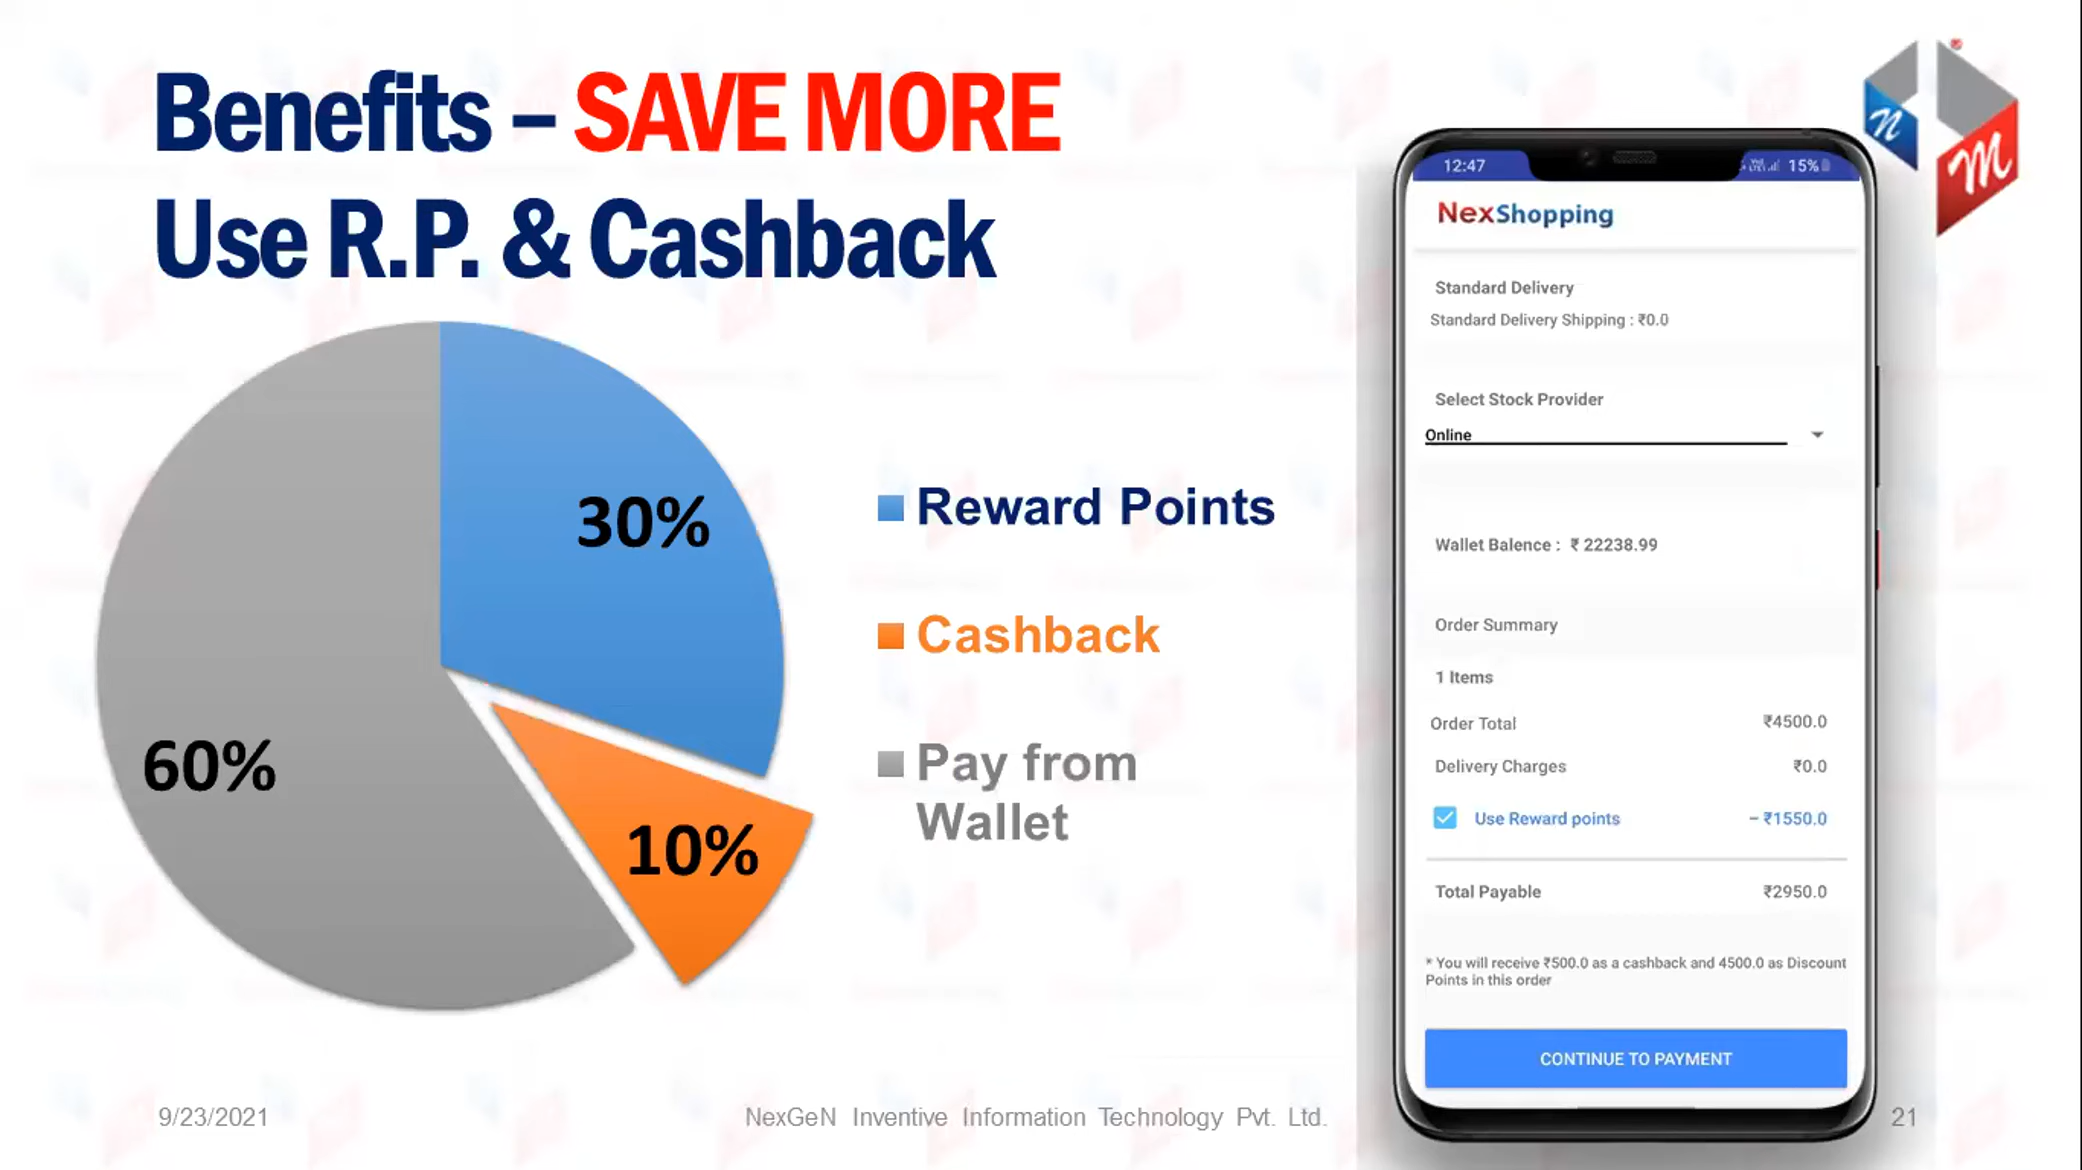 Benefits – SAVE MORE
Use R.P. & Cashback
30%
60%
10%
Reward Points
Cashback
Pay from
Wallet
n
m
12:47
15%
NexShopping
Standard Delivery
Standard Delivery Shipping : ₹0.0
Select Stock Provider
Online
Wallet Balence : ₹ 22238.99
Order Summary
1 Items
Order Total ₹4500.0
Delivery Charges ₹0.0
Use Reward points – ₹1550.0
Total Payable ₹2950.0
* You will receive ₹500.0 as a cashback and 4500.0 as Discount
Points in this order
CONTINUE TO PAYMENT
9/23/2021
NexGeN Inventive Information Technology Pvt. Ltd.
21